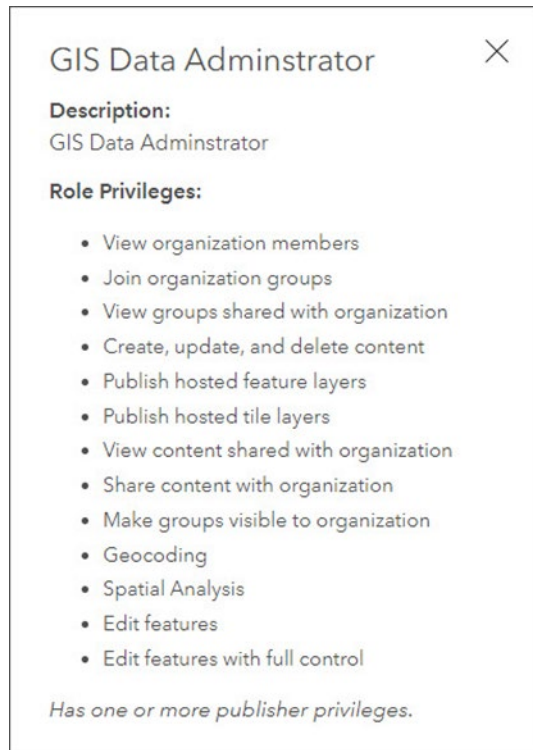 GIS Data Adminstrator
Description:
GIS Data Adminstrator
Role Privileges:
• View organization members
• Join organization groups
• View groups shared with organization
• Create, update, and delete content
• Publish hosted feature layers
• Publish hosted tile layers
• View content shared with organization
• Share content with organization
• Make groups visible to organization
• Geocoding
• Spatial Analysis
• Edit features
• Edit features with full control
Has one or more publisher privileges.